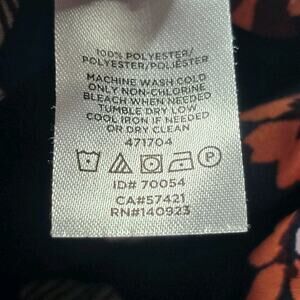 100% POLYESTER/
POLYESTER/POLIÉSTER
MACHINE WASH COLD
ONLY NON-CHLORINE
BLEACH WHEN NEEDED
TUMBLE DRY LOW
COOL IRON IF NEEDED
OR DRY CLEAN
471704
P
ID# 70054
CA#57421
RN#140923